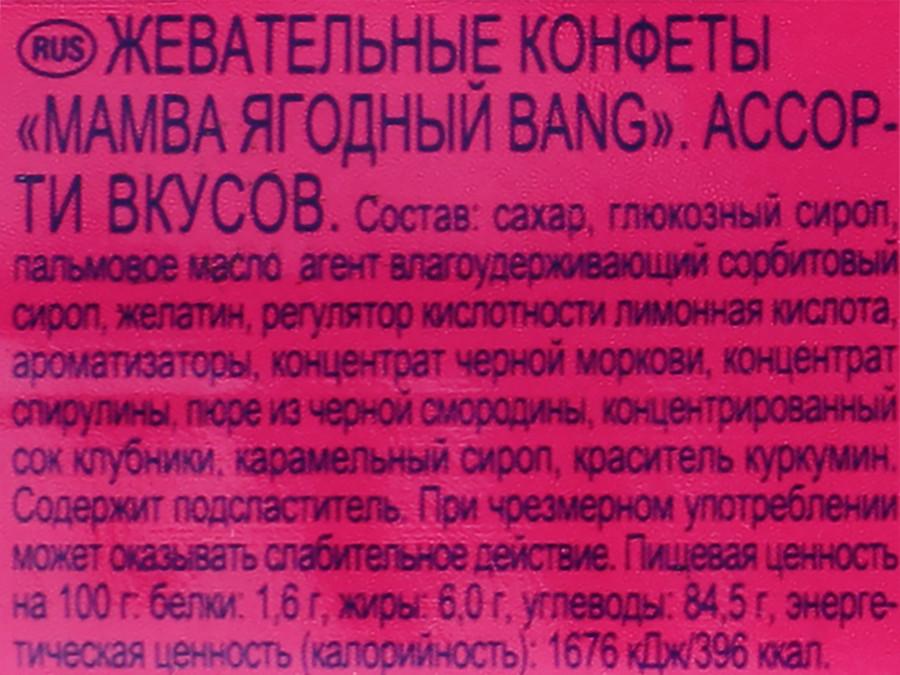 RUS ЖЕВАТЕЛЬНЫЕ КОНФЕТЫ
«МАМВА ЯГОДНЫЙ BANG». АССОР-
ТИ ВКУСОВ. Состав: сахар, глюкозный сироп,
пальмовое масло агент влагоудерживающий сорбитовый
сироп, желатин, регулятор кислотности лимонная кислота,
ароматизаторы, концентрат черной моркови, концентрат
спирулины, пюре из черной смородины, концентрированный
сок клубники, карамельный сироп, краситель куркумин.
Содержит подсластитель. При чрезмерном употреблении
может оказывать слабительное действие. Пищевая ценность
на 100 г: белки: 1,6 г, жиры: 6,0 г, углеводы: 84,5 г, энерге-
тическая ценность (калорийность): 1676 кДж/396 ккал.